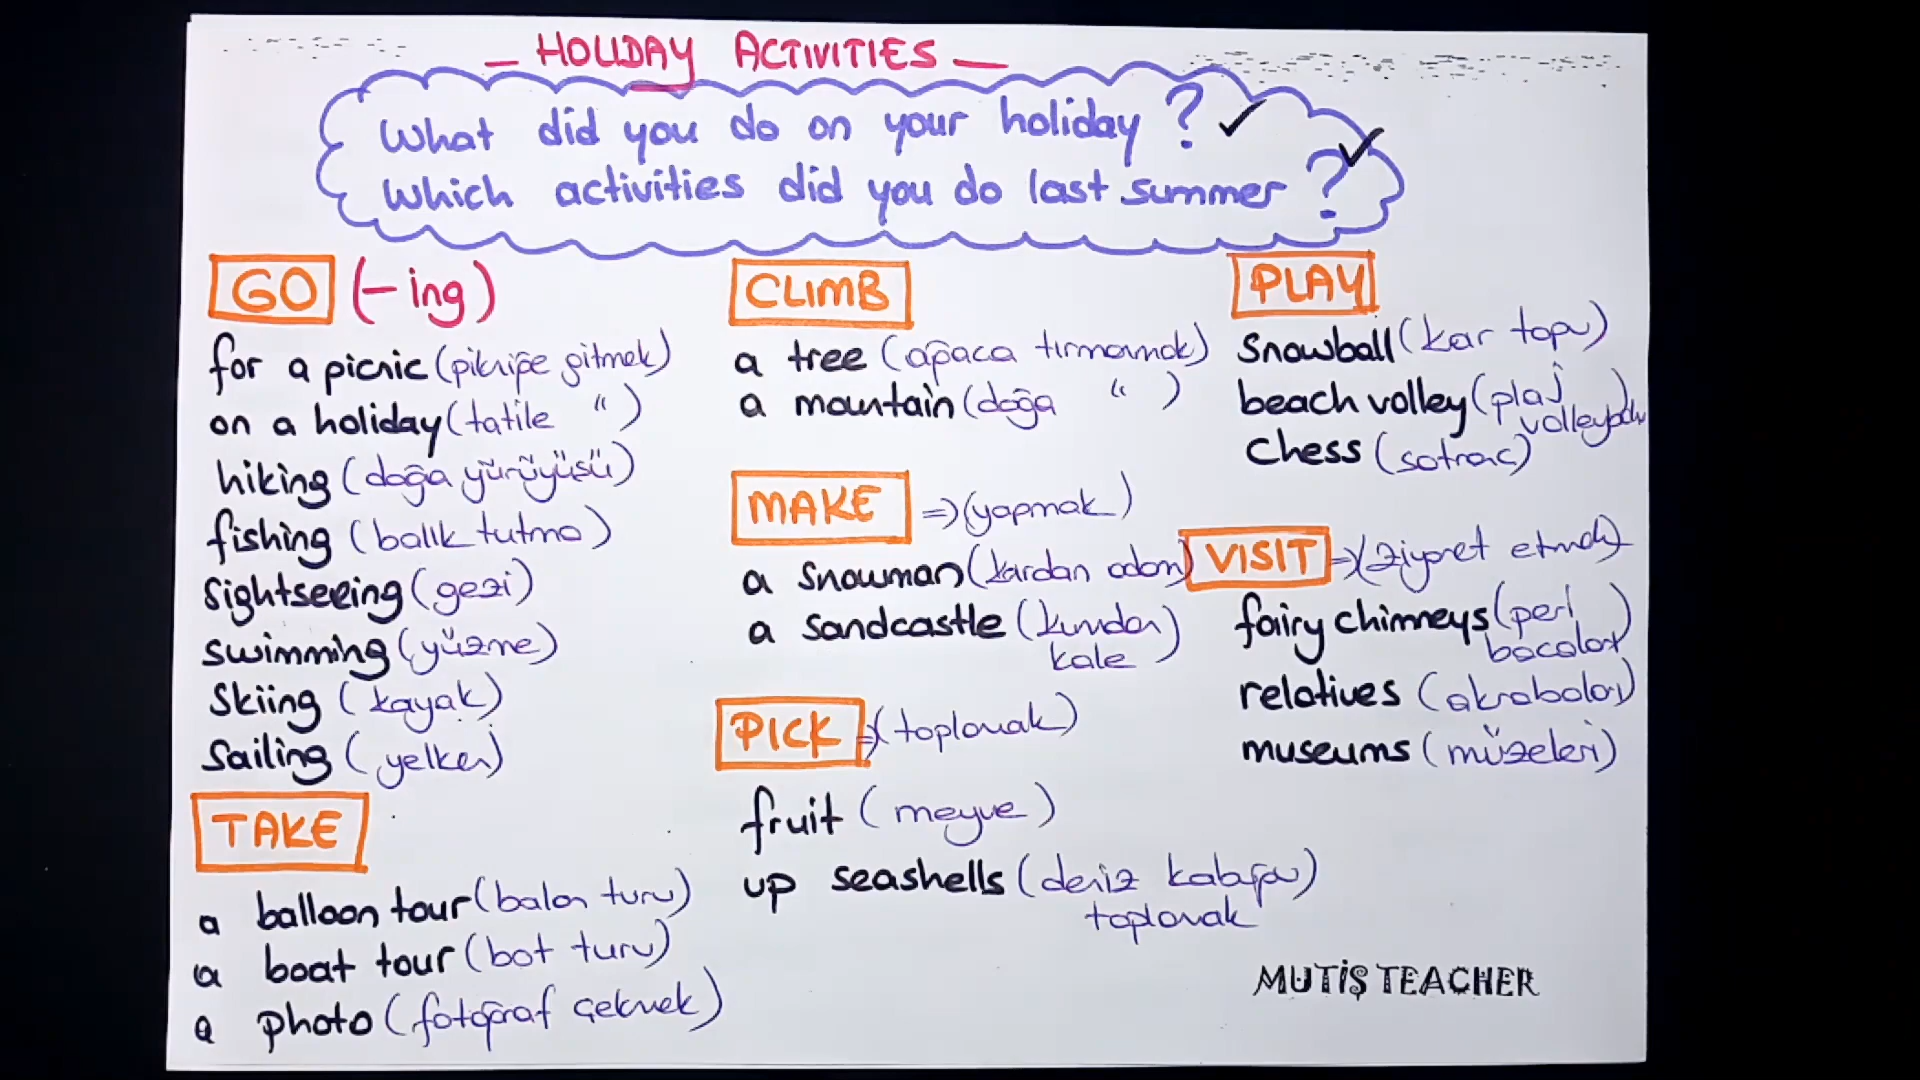 — HOLIDAY ACTIVITIES —
What did you do on your holiday ? ✓
Which activities did you do last summer ? ✓
GO (-ing)
for a picnic (pikniğe gitmek)
on a holiday (tatile " )
hiking (doğa yürüyüşü)
fishing (balık tutma)
sightseeing (gezi)
swimming (yüzme)
skiing (kayak)
sailing (yelken)
TAKE
a balloon tour (balon turu)
a boat tour (bot turu)
a photo (fotoğraf çekmek)
CLIMB
a tree (ağaca tırmanmak)
a mountain (doğa " )
MAKE => (yapmak)
a snowman (kardan adam)
a sandcastle (kumdan
kale)
PICK => (toplamak)
fruit (meyve)
up seashells (deniz kabuğu)
toplamak
PLAY
snowball (kar topu)
beach volley (plaj
volleybolu)
chess (satranç)
VISIT => (ziyaret etmek)
fairy chimneys (peri
bacaları)
relatives (akrabaları)
museums (müzeleri)
MUTİŞ TEACHER